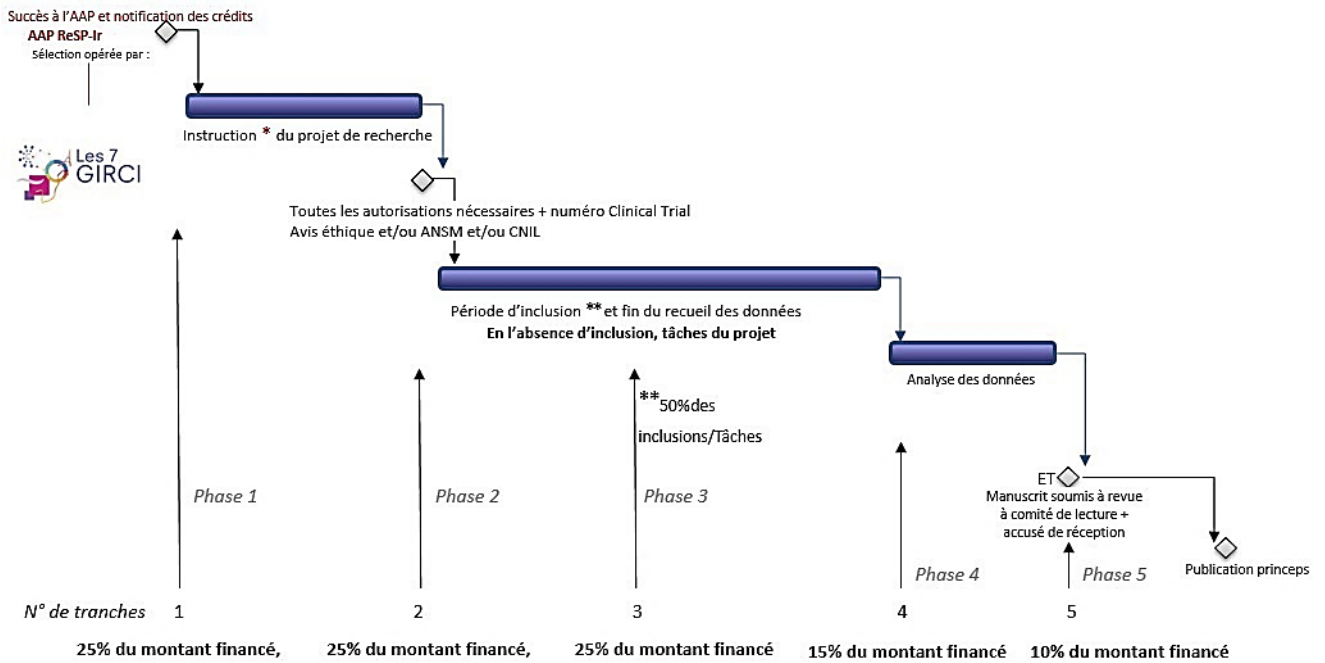 Succès à l'AAP et notification des crédits
AAP ReSP-Ir
Sélection opérée par :
Les 7
GIRCI
Instruction * du projet de recherche
Toutes les autorisations nécessaires + numéro Clinical Trial
Avis éthique et/ou ANSM et/ou CNIL
Période d'inclusion ** et fin du recueil des données
En l'absence d'inclusion, tâches du projet
Analyse des données
**50%des
inclusions/Tâches
ET
Manuscrit soumis à revue
à comité de lecture +
accusé de réception
Publication princeps
Phase 1
Phase 2
Phase 3
Phase 4
Phase 5
N° de tranches 1 2 3 4 5
25% du montant financé, 25% du montant financé, 25% du montant financé 15% du montant financé 10% du montant financé